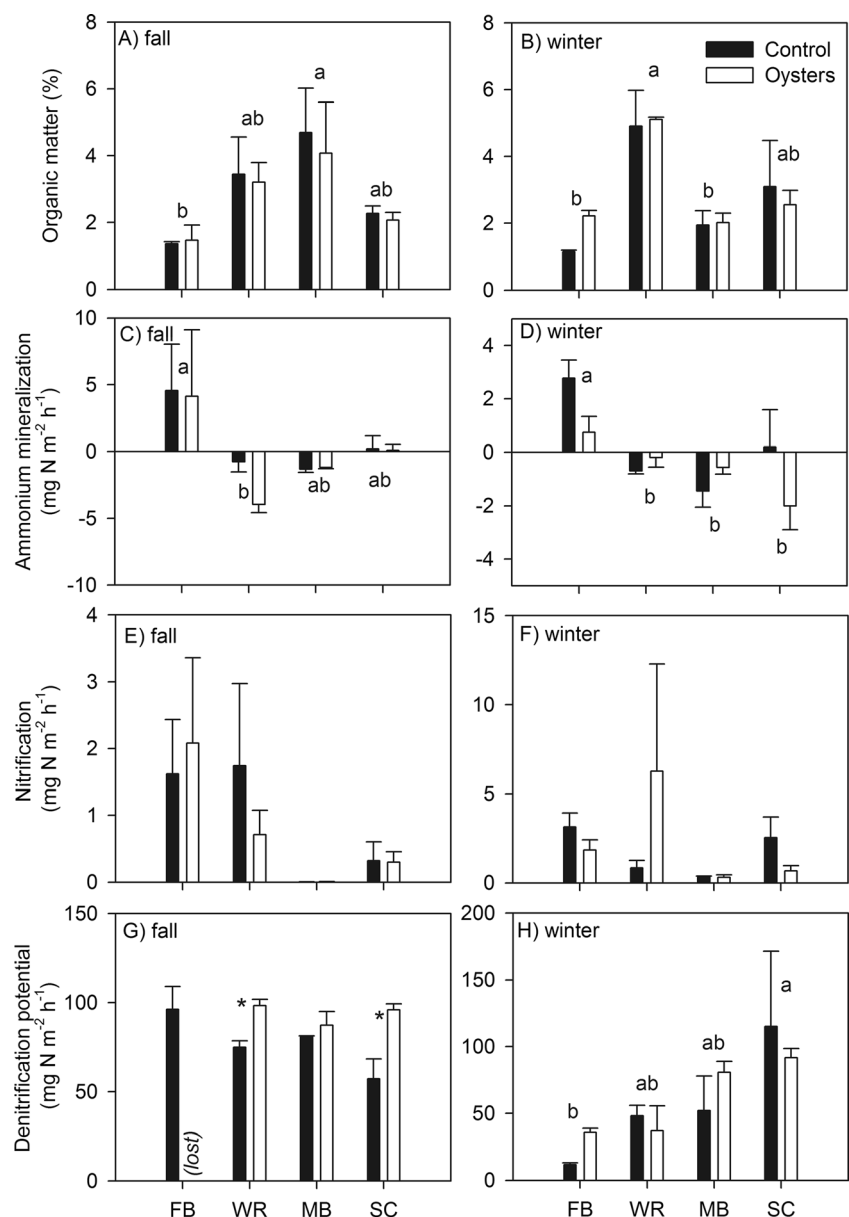 A) fall
8
6
4
2
0
Organic matter (%)
b
ab
a
ab
B) winter
Control
Oysters
8
6
4
2
0
b
a
b
ab
C) fall
10
5
0
-5
-10
Ammonium mineralization
(mg N m-2 h-1)
a
b
ab
ab
D) winter
4
2
0
-2
-4
a
b
b
b
E) fall
4
3
2
1
0
Nitrification
(mg N m-2 h-1)
F) winter
15
10
5
0
G) fall
150
100
50
0
Denitrification potential
(mg N m-2 h-1)
(lost)
*
*
FB WR MB SC
H) winter
200
150
100
50
0
b
ab
ab
a
FB WR MB SC